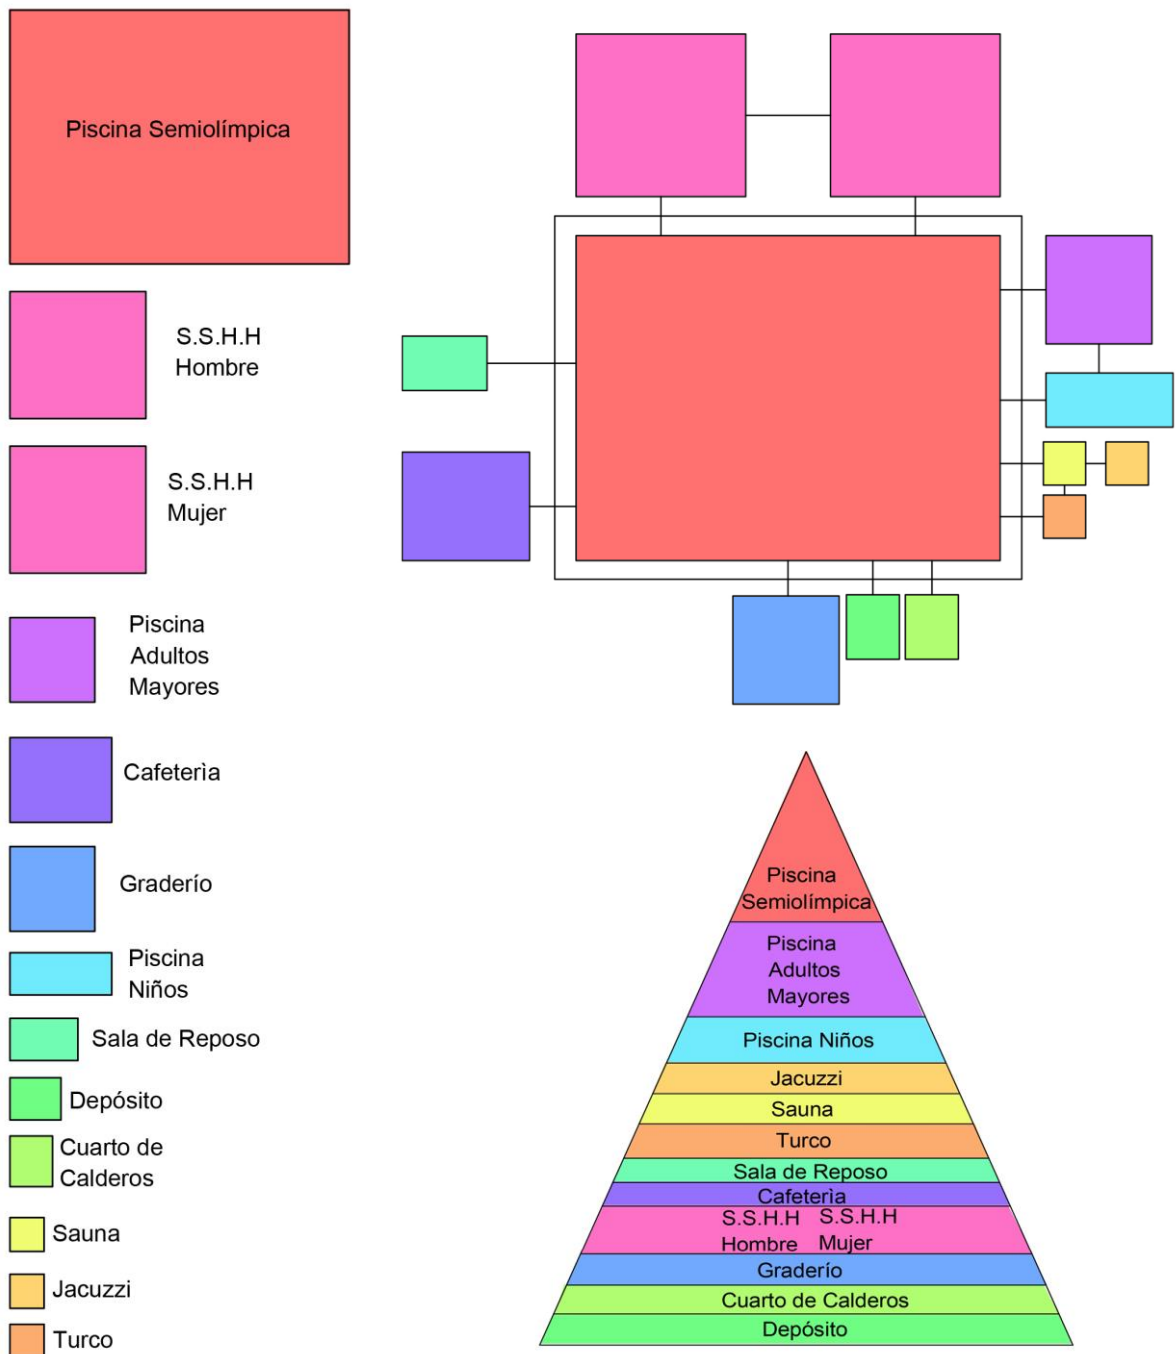 Piscina Semiolímpica
S.S.H.H
Hombre
S.S.H.H
Mujer
Piscina
Adultos
Mayores
Cafeterìa
Graderío
Piscina
Niños
Sala de Reposo
Depósito
Cuarto de
Calderos
Sauna
Jacuzzi
Turco
Piscina
Semiolímpica
Piscina
Adultos
Mayores
Piscina Niños
Jacuzzi
Sauna
Turco
Sala de Reposo
Cafeterìa
S.S.H.H S.S.H.H
Hombre Mujer
Graderío
Cuarto de Calderos
Depósito